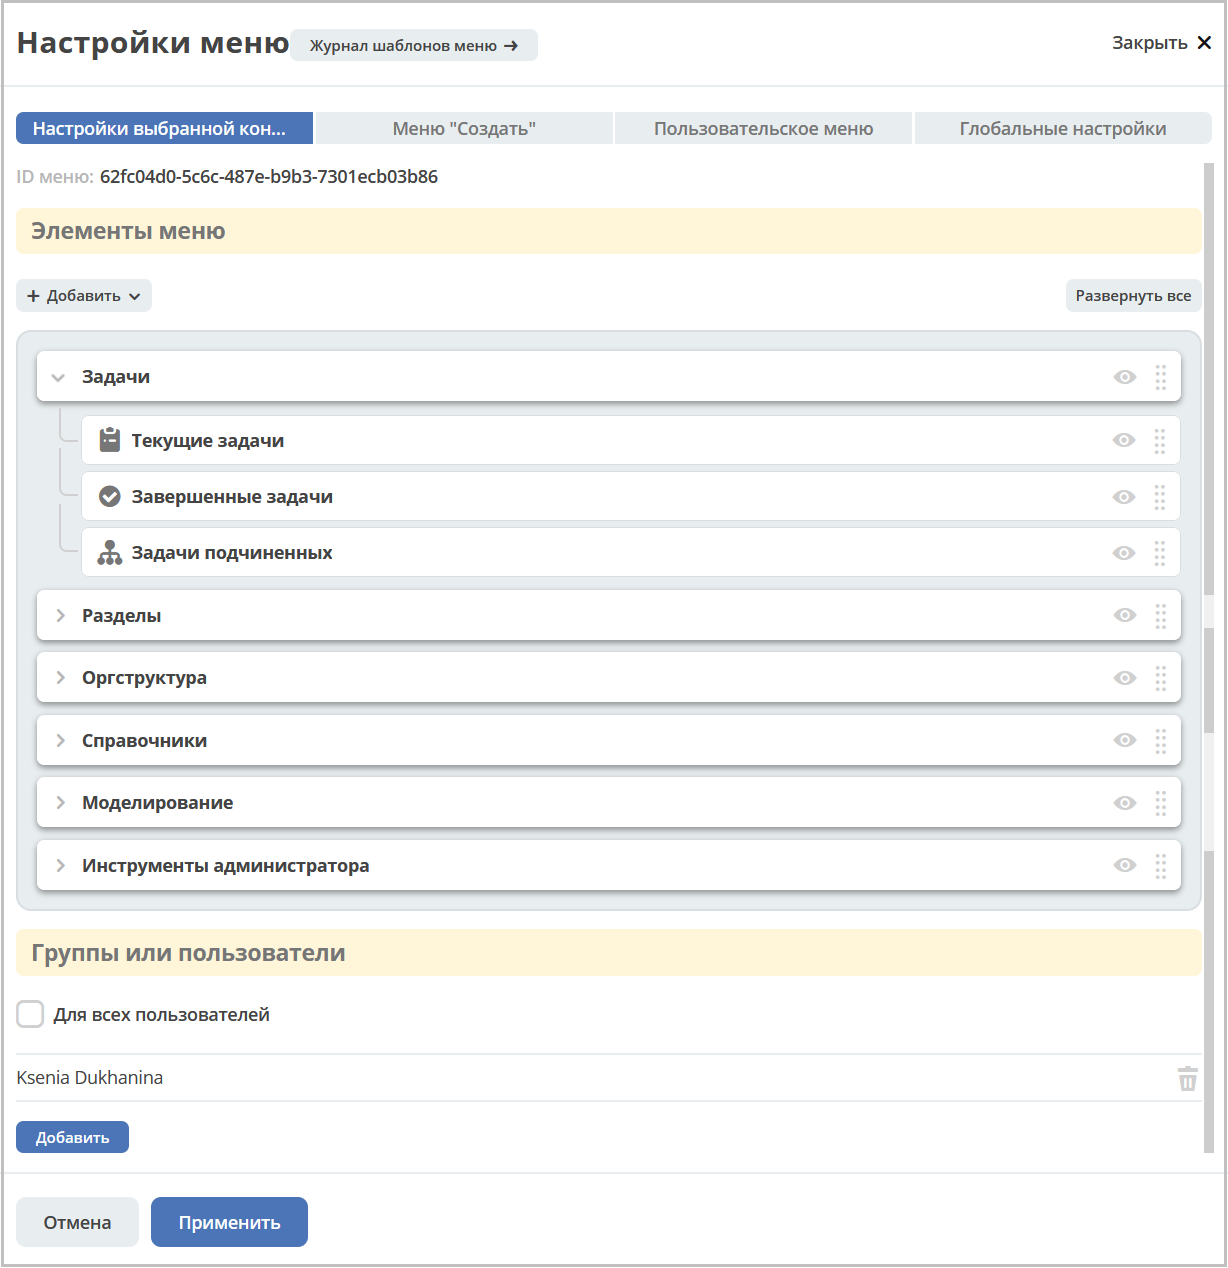 Настройки меню
Журнал шаблонов меню →
Закрыть ✕
Настройки выбранной кон...
Меню "Создать"
Пользовательское меню
Глобальные настройки
ID меню: 62fc04d0-5c6c-487e-b9b3-7301ecb03b86
Элементы меню
+ Добавить
Развернуть все
Задачи
Текущие задачи
Завершенные задачи
Задачи подчиненных
Разделы
Оргструктура
Справочники
Моделирование
Инструменты администратора
Группы или пользователи
Для всех пользователей
Ksenia Dukhanina
Добавить
Отмена
Применить